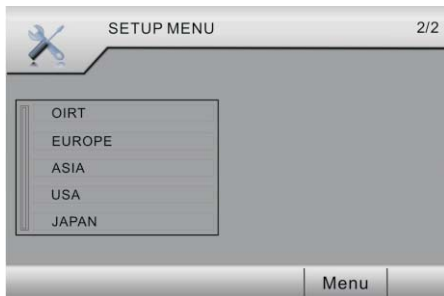 SETUP MENU 2/2
OIRT
EUROPE
ASIA
USA
JAPAN
Menu